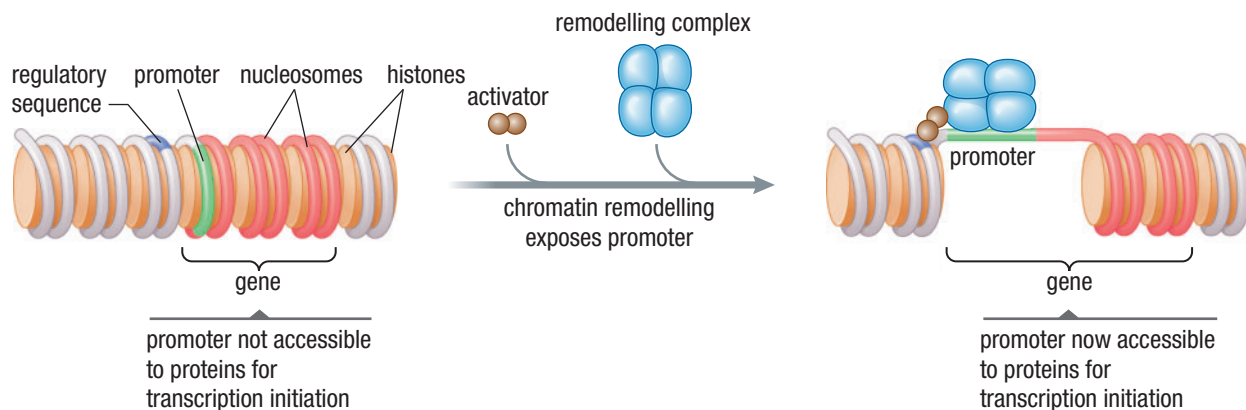 remodelling complex
regulatory
sequence
promoter
nucleosomes
histones
activator
promoter
chromatin remodelling
exposes promoter
gene
gene
promoter not accessible
to proteins for
transcription initiation
promoter now accessible
to proteins for
transcription initiation